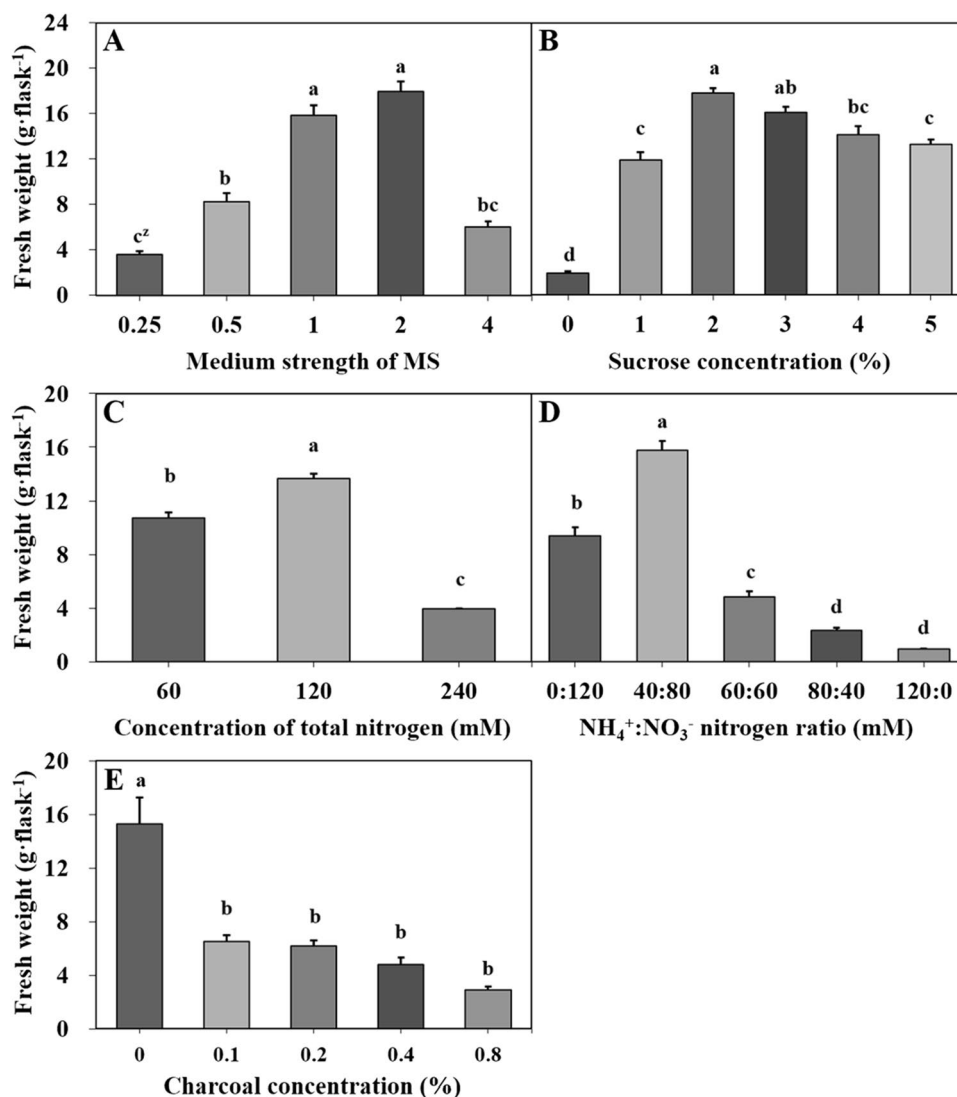 A
Fresh weight (g·flask⁻¹)
24
20
16
12
8
4
0
cᶻ
b
a
a
bc
0.25 0.5 1 2 4
Medium strength of MS
B
d
c
a
ab
bc
c
0 1 2 3 4 5
Sucrose concentration (%)
C
Fresh weight (g·flask⁻¹)
20
16
12
8
4
0
b
a
c
60 120 240
Concentration of total nitrogen (mM)
D
b
a
c
d
d
0:120 40:80 60:60 80:40 120:0
NH₄⁺:NO₃⁻ nitrogen ratio (mM)
E
Fresh weight (g·flask⁻¹)
20
16
12
8
4
0
a
b
b
b
b
0 0.1 0.2 0.4 0.8
Charcoal concentration (%)